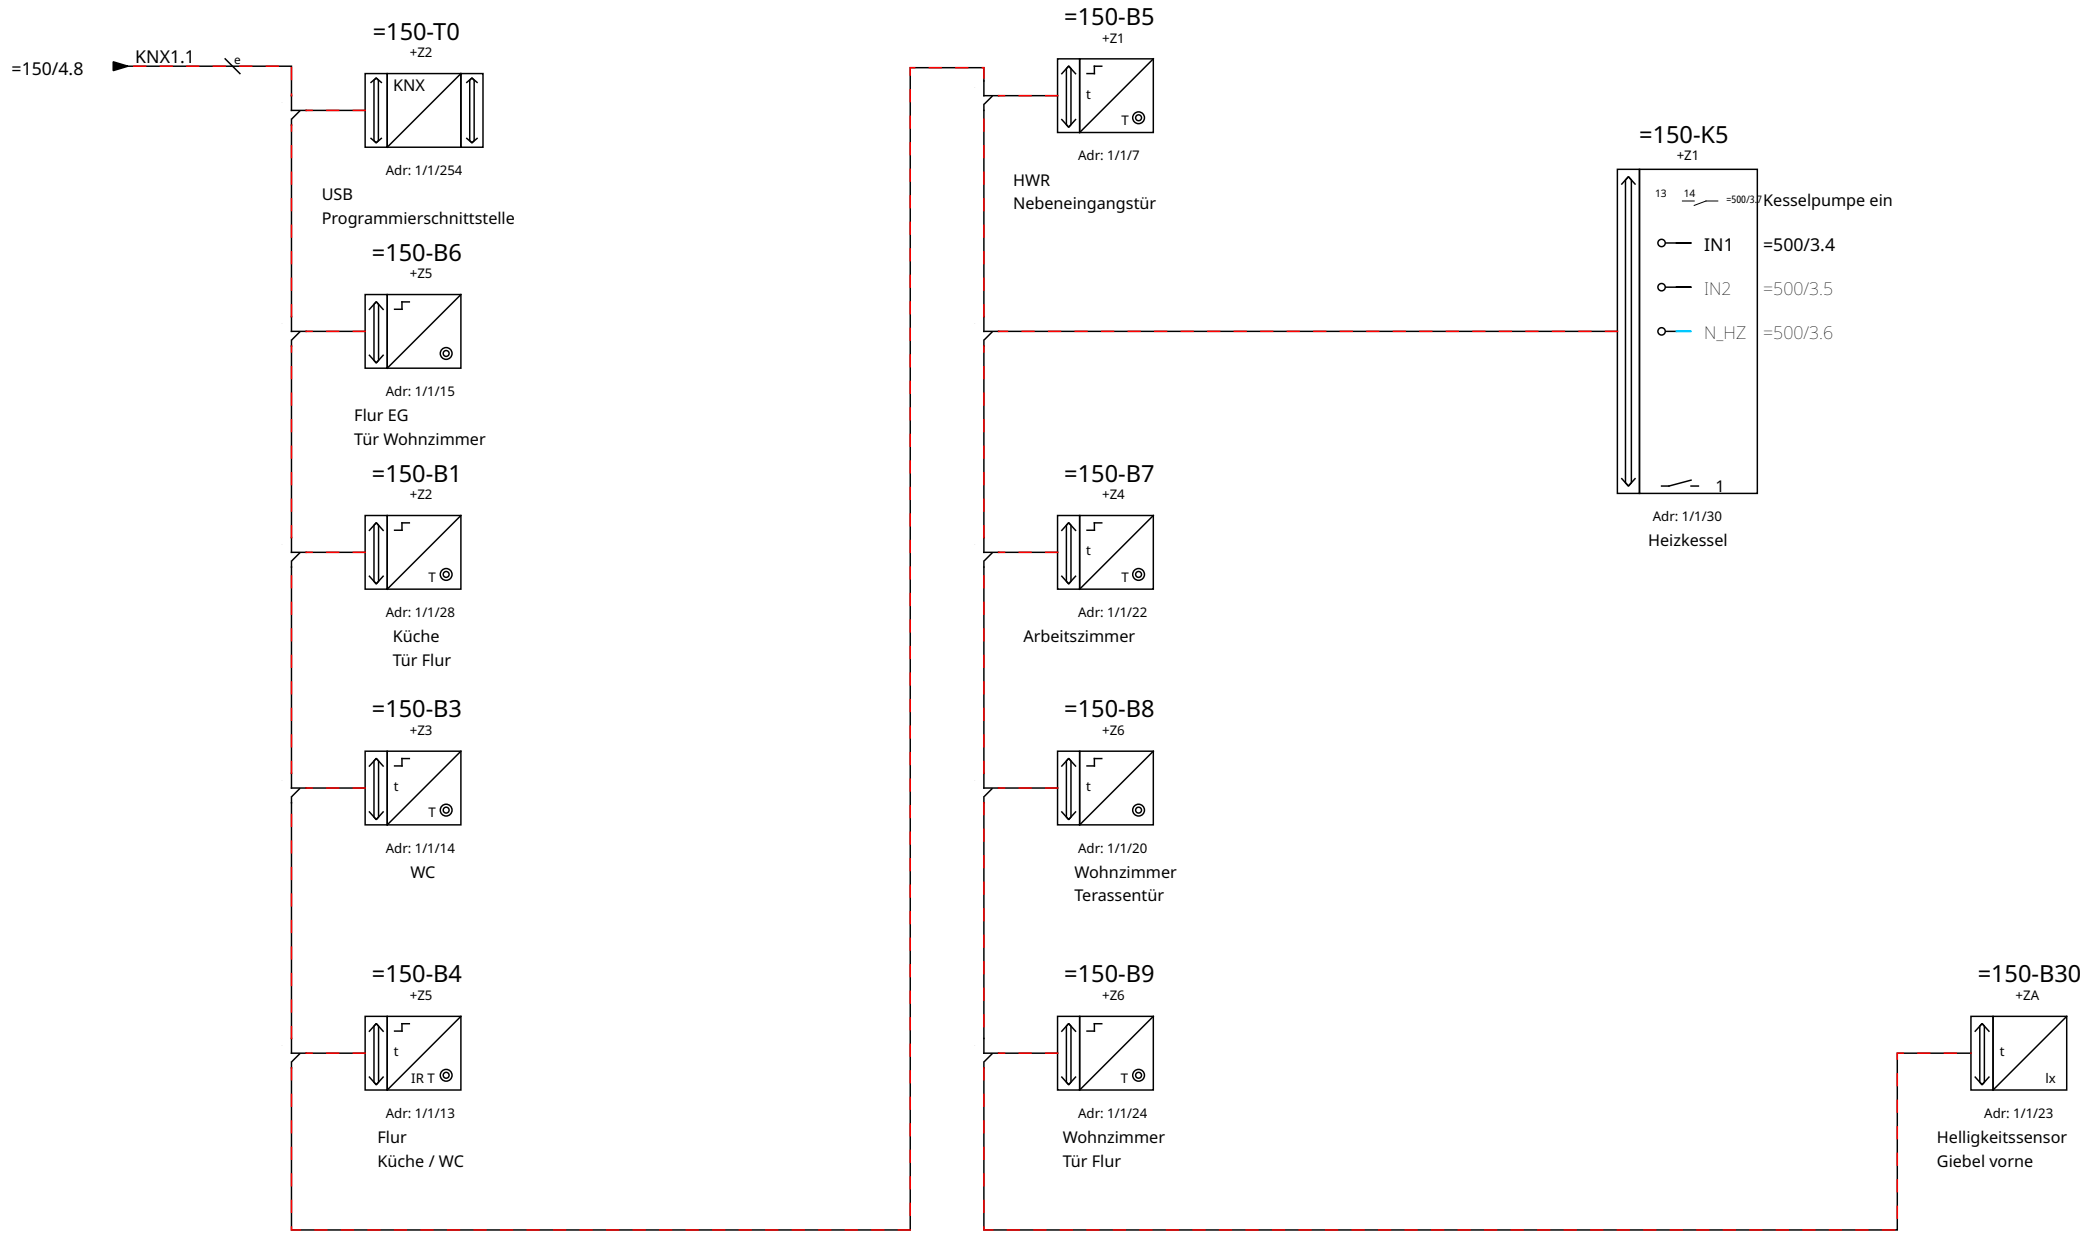 =150/4.8
KNX1.1
e
=150-T0
+Z2
KNX
Adr: 1/1/254
USB
Programmierschnittstelle
=150-B6
+Z5
Adr: 1/1/15
Flur EG
Tür Wohnzimmer
=150-B1
+Z2
T
Adr: 1/1/28
Küche
Tür Flur
=150-B3
+Z3
t
T
Adr: 1/1/14
WC
=150-B4
+Z5
t
IR T
Adr: 1/1/13
Flur
Küche / WC
=150-B5
+Z1
t
T
Adr: 1/1/7
HWR
Nebeneingangstür
=150-K5
+Z1
13 14 =500/3.7 Kesselpumpe ein
IN1 =500/3.4
IN2 =500/3.5
N_HZ =500/3.6
1
Adr: 1/1/30
Heizkessel
=150-B7
+Z4
t
T
Adr: 1/1/22
Arbeitszimmer
=150-B8
+Z6
t
Adr: 1/1/20
Wohnzimmer
Terassentür
=150-B9
+Z6
T
Adr: 1/1/24
Wohnzimmer
Tür Flur
=150-B30
+ZA
t
lx
Adr: 1/1/23
Helligkeitssensor
Giebel vorne